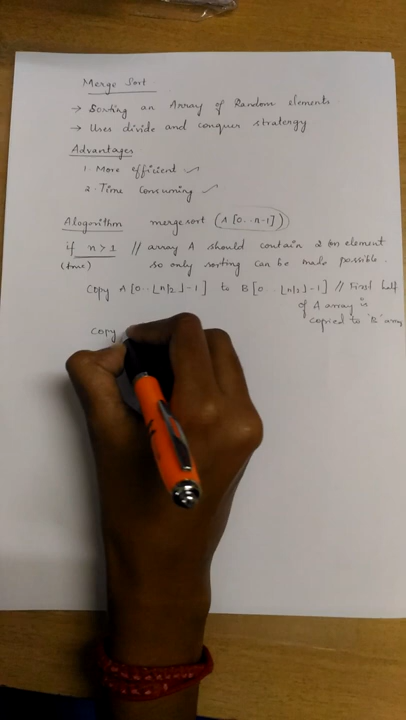 Merge Sort
→ Sorting an Array of Random elements
→ Uses divide and conquer stratergy
Advantages
1 More efficient ✓
2. Time Consuming ✓
Alogorithm mergesort (A[0..n-1])
if n > 1 // array A should contain 2 (or) element
(true) so only sorting can be made possible.
Copy A[0..⌊n/2⌋-1] to B[0..⌊n/2⌋-1] // First half
of A array is
copied to 'B' array
Copy